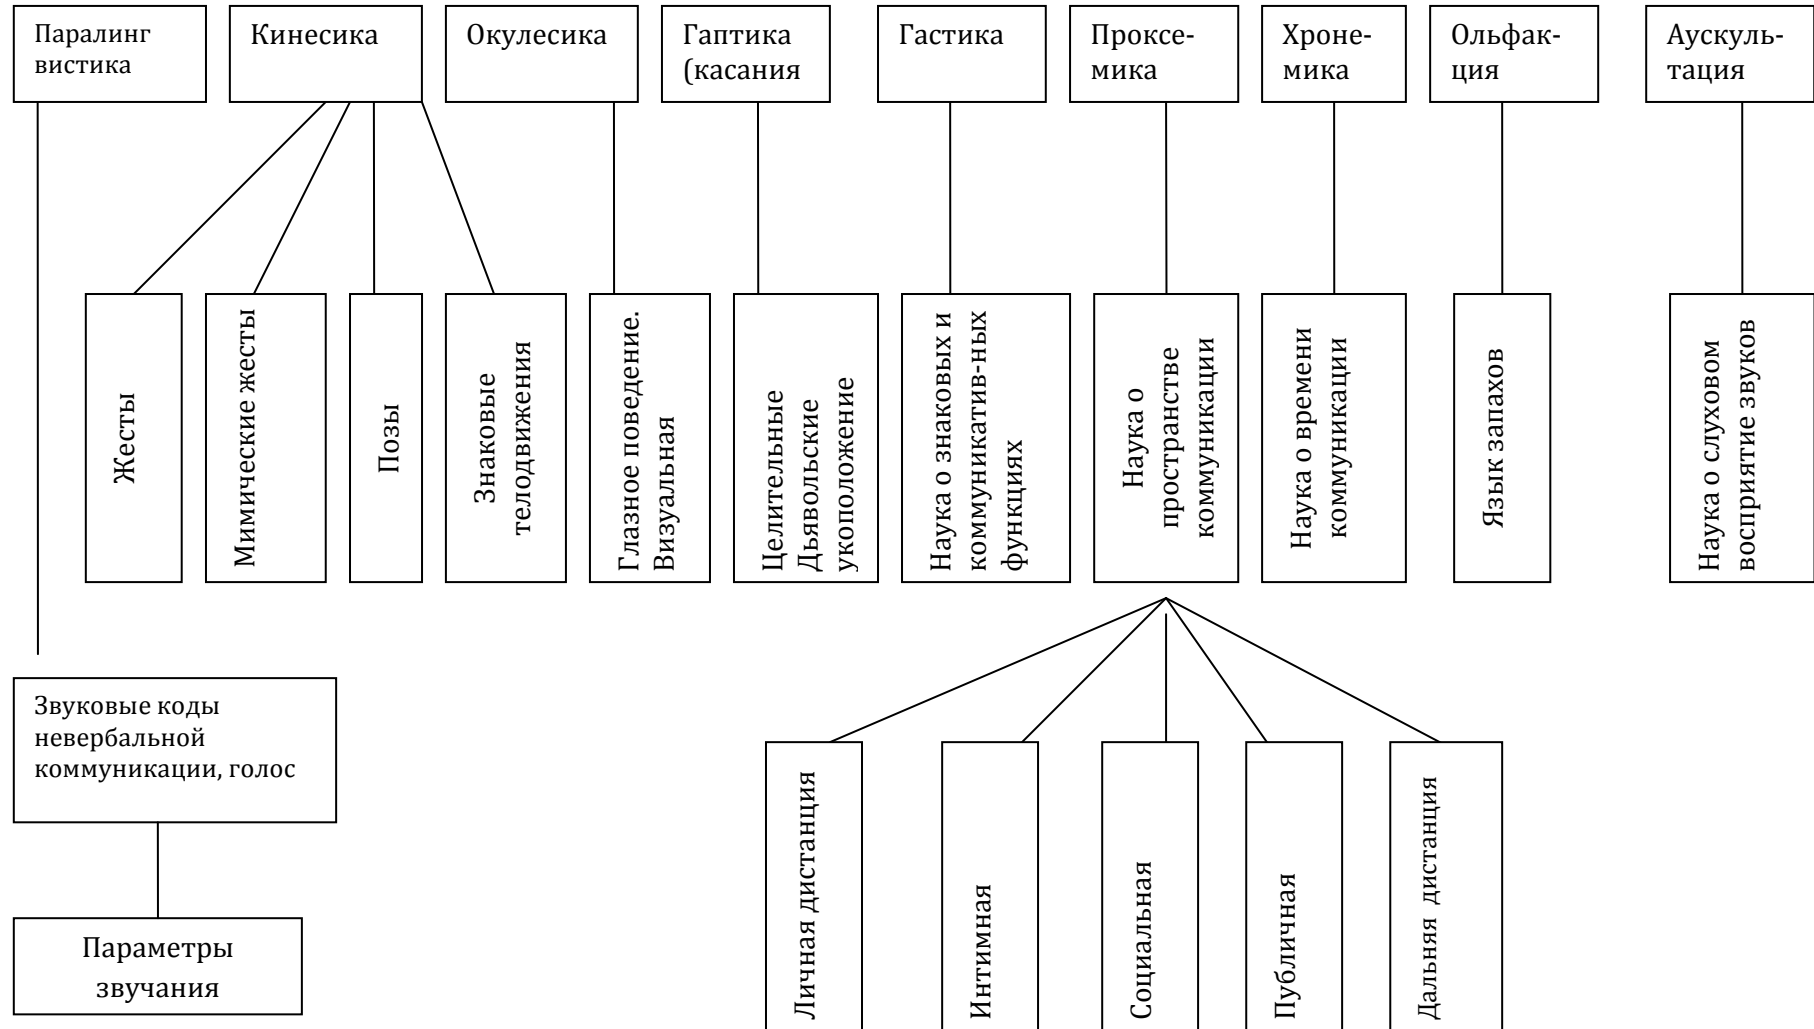 Паралинг
вистика
Кинесика
Окулесика
Гаптика
(касания
Гастика
Проксе-
мика
Хроне-
мика
Ольфак-
ция
Аускуль-
тация
Жесты
Мимические жесты
Позы
Знаковые
телодвижения
Глазное поведение.
Визуальная
Целительные
Дьявольские
укоположение
Наука о знаковых и
коммуникатив-ных
функциях
Наука о
пространстве
коммуникации
Наука о времени
коммуникации
Язык запахов
Наука о слуховом
восприятие звуков
Звуковые коды
невербальной
коммуникации, голос
Параметры
звучания
Личная дистанция
Интимная
Социальная
Публичная
Дальняя дистанция